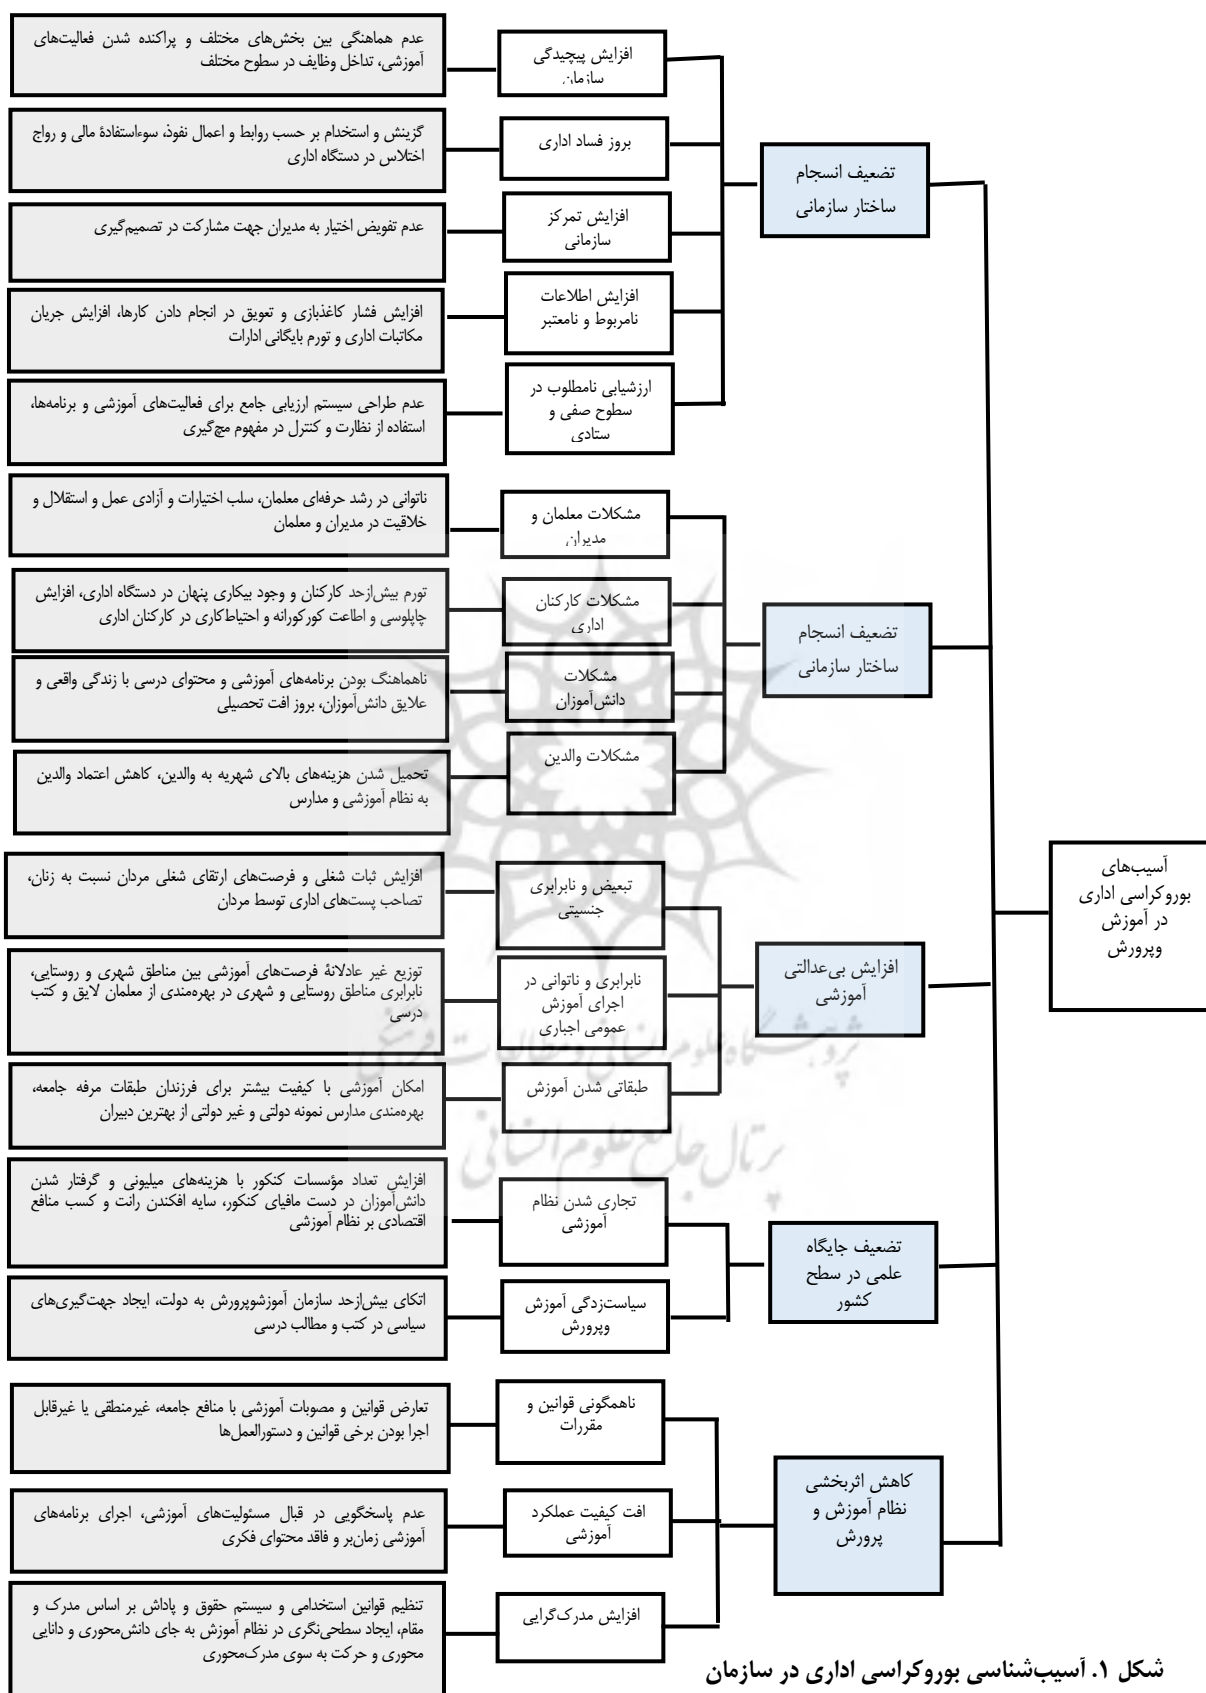 آسیب‌های
بوروکراسی اداری
در آموزش
وپرورش
تضعیف انسجام
ساختار سازمانی
افزایش پیچیدگی
سازمان
عدم هماهنگی بین بخش‌های مختلف و پراکنده شدن فعالیت‌های
آموزشی، تداخل وظایف در سطوح مختلف
بروز فساد اداری
گزینش و استخدام بر حسب روابط و اعمال نفوذ، سوءاستفادهٔ مالی و رواج
اختلاس در دستگاه اداری
افزایش تمرکز
سازمانی
عدم تفویض اختیار به مدیران جهت مشارکت در تصمیم‌گیری
افزایش اطلاعات
نامربوط و نامعتبر
افزایش فشار کاغذبازی و تعویق در انجام دادن کارها، افزایش جریان
مکاتبات اداری و تورم بایگانی ادارات
ارزشیابی نامطلوب در
سطوح صفی و
ستادی
عدم طراحی سیستم ارزیابی جامع برای فعالیت‌های آموزشی و برنامه‌ها،
استفاده از نظارت و کنترل در مفهوم مچ‌گیری
تضعیف انسجام
ساختار سازمانی
مشکلات معلمان و
مدیران
ناتوانی در رشد حرفه‌ای معلمان، سلب اختیارات و آزادی عمل و استقلال و
خلاقیت در مدیران و معلمان
مشکلات کارکنان
اداری
تورم بیش‌ازحد کارکنان و وجود بیکاری پنهان در دستگاه اداری، افزایش
چاپلوسی و اطاعت کورکورانه و احتیاط‌کاری در کارکنان اداری
مشکلات
دانش‌آموزان
ناهماهنگ بودن برنامه‌های آموزشی و محتوای درسی با زندگی واقعی و
علایق دانش‌آموزان، بروز افت تحصیلی
مشکلات والدین
تحمیل شدن هزینه‌های بالای شهریه به والدین، کاهش اعتماد والدین
به نظام آموزشی و مدارس
افزایش بی‌عدالتی
آموزشی
تبعیض و نابرابری
جنسیتی
افزایش ثبات شغلی و فرصت‌های ارتقای شغلی مردان نسبت به زنان،
تصاحب پست‌های اداری توسط مردان
نابرابری و ناتوانی در
اجرای آموزش
عمومی اجباری
توزیع غیر عادلانهٔ فرصت‌های آموزشی بین مناطق شهری و روستایی،
نابرابری مناطق روستایی و شهری در بهره‌مندی از معلمان لایق و کتب
درسی
طبقاتی شدن آموزش
امکان آموزشی با کیفیت بیشتر برای فرزندان طبقات مرفه جامعه،
بهره‌مندی مدارس نمونه دولتی و غیر دولتی از بهترین دبیران
پژوهشگاه علوم انسانی و مطالعات فرهنگی
پرتال جامع علوم انسانی
تضعیف جایگاه
علمی در سطح
کشور
تجاری شدن نظام
آموزشی
افزایش تعداد مؤسسات کنکور با هزینه‌های میلیونی و گرفتار شدن
دانش‌آموزان در دست مافیای کنکور، سایه افکندن رانت و کسب منافع
اقتصادی بر نظام آموزشی
سیاست‌زدگی آموزش
وپرورش
اتکای بیش‌ازحد سازمان آموزشوپرورش به دولت، ایجاد جهت‌گیری‌های
سیاسی در کتب و مطالب درسی
کاهش اثربخشی
نظام آموزش و
پرورش
ناهمگونی قوانین و
مقررات
تعارض قوانین و مصوبات آموزشی با منافع جامعه، غیرمنطقی یا غیرقابل
اجرا بودن برخی قوانین و دستورالعمل‌ها
افت کیفیت عملکرد
آموزشی
عدم پاسخگویی در قبال مسئولیت‌های آموزشی، اجرای برنامه‌های
آموزشی زمان‌بر و فاقد محتوای فکری
افزایش مدرک‌گرایی
تنظیم قوانین استخدامی و سیستم حقوق و پاداش بر اساس مدرک و
مقام، ایجاد سطحی‌نگری در نظام آموزش به جای دانش‌محوری و دانایی
محوری و حرکت به سوی مدرک‌محوری
شکل ۱. آسیب‌شناسی بوروکراسی اداری در سازمان